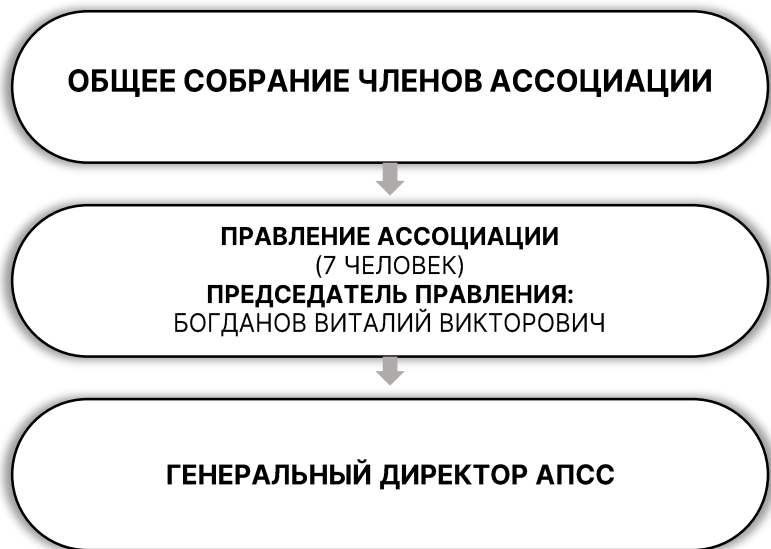 ОБЩЕЕ СОБРАНИЕ ЧЛЕНОВ АССОЦИАЦИИ
ПРАВЛЕНИЕ АССОЦИАЦИИ
(7 ЧЕЛОВЕК)
ПРЕДСЕДАТЕЛЬ ПРАВЛЕНИЯ:
БОГДАНОВ ВИТАЛИЙ ВИКТОРОВИЧ
ГЕНЕРАЛЬНЫЙ ДИРЕКТОР АПСС